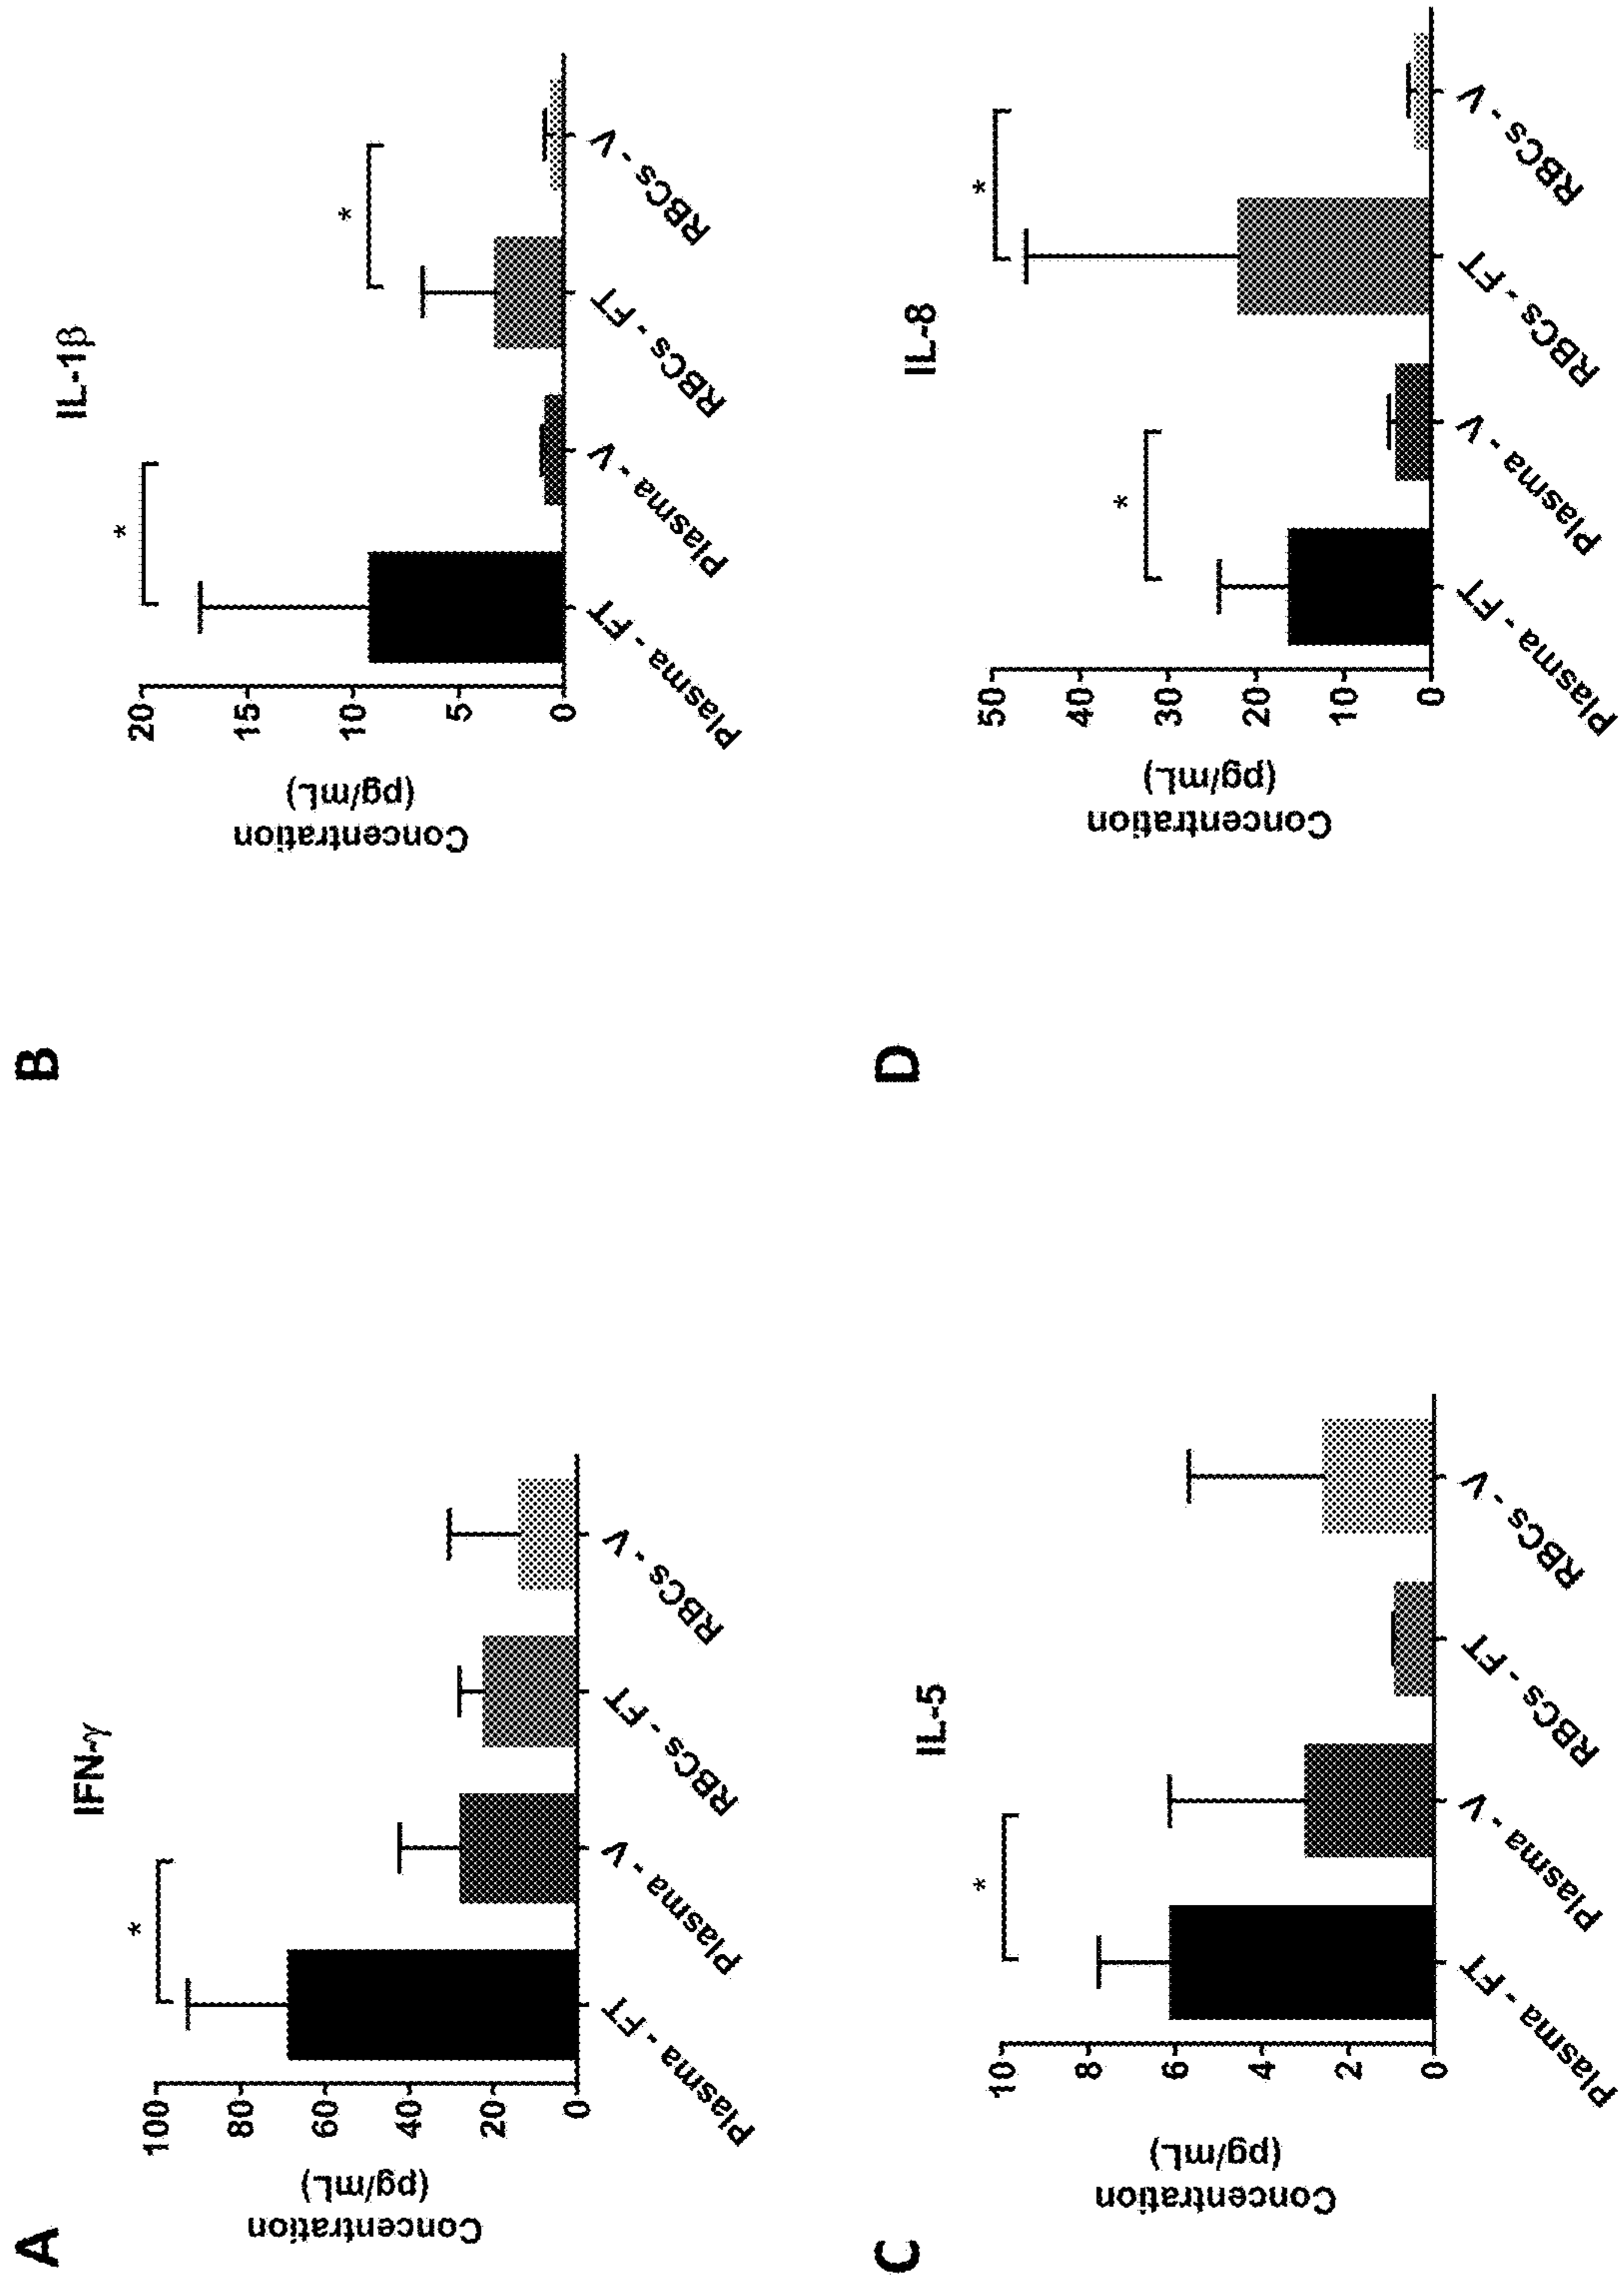 A
IFN-γ
Concentration
(pg/mL)
100
80
60
40
20
0
*
Plasma - FT
Plasma - V
RBCs - FT
RBCs - V
B
IL-1β
Concentration
(pg/mL)
20
15
10
5
0
*
*
Plasma - FT
Plasma - V
RBCs - FT
RBCs - V
C
IL-5
Concentration
(pg/mL)
10
8
6
4
2
0
*
Plasma - FT
Plasma - V
RBCs - FT
RBCs - V
D
IL-8
Concentration
(pg/mL)
50
40
30
20
10
0
*
*
Plasma - FT
Plasma - V
RBCs - FT
RBCs - V